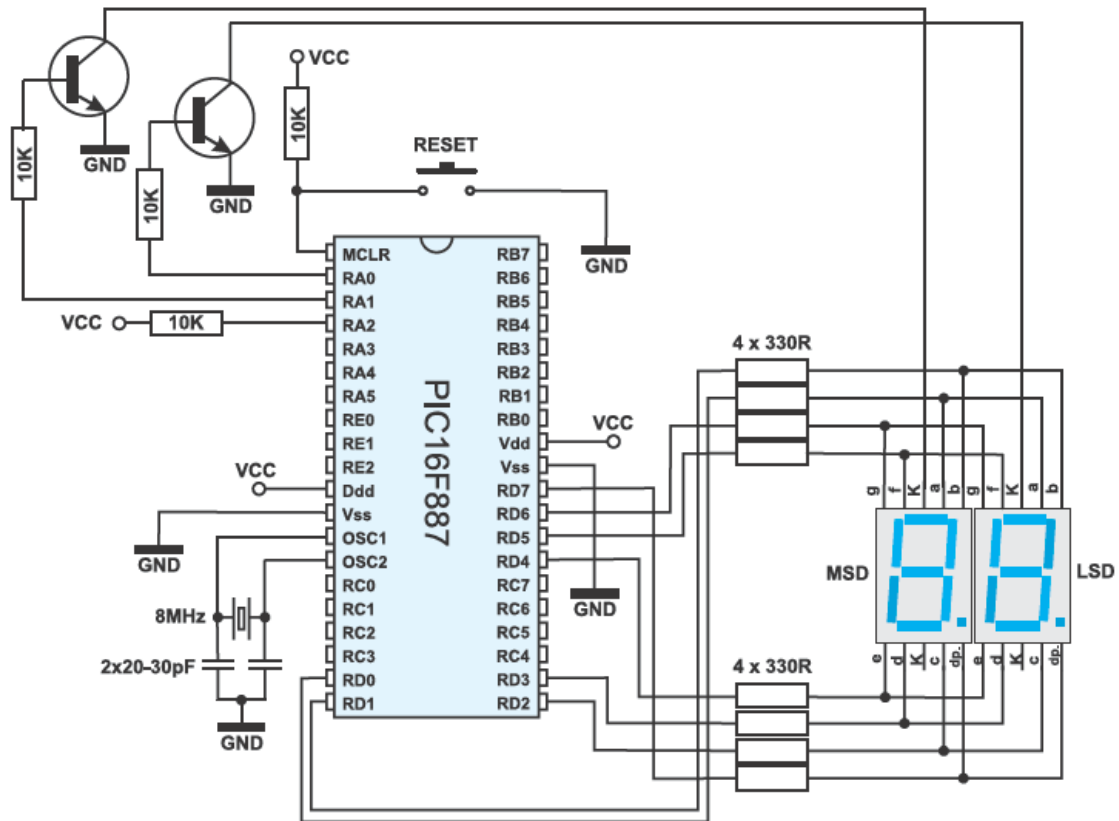 VCC
10K
GND
10K
10K
GND
RESET
GND
VCC
10K
MCLR
RA0
RA1
RA2
RA3
RA4
RA5
RE0
RE1
RE2
Ddd
Vss
OSC1
OSC2
RC0
RC1
RC2
RC3
RD0
RD1
PIC16F887
RB7
RB6
RB5
RB4
RB3
RB2
RB1
RB0
Vdd
Vss
RD7
RD6
RD5
RD4
RC7
RC6
RC5
RC4
RD3
RD2
VCC
GND
VCC
GND
8MHz
2x20-30pF
GND
4 x 330R
g f K a b g f K a b
MSD
LSD
e d K c dp. e d K c dp.
4 x 330R